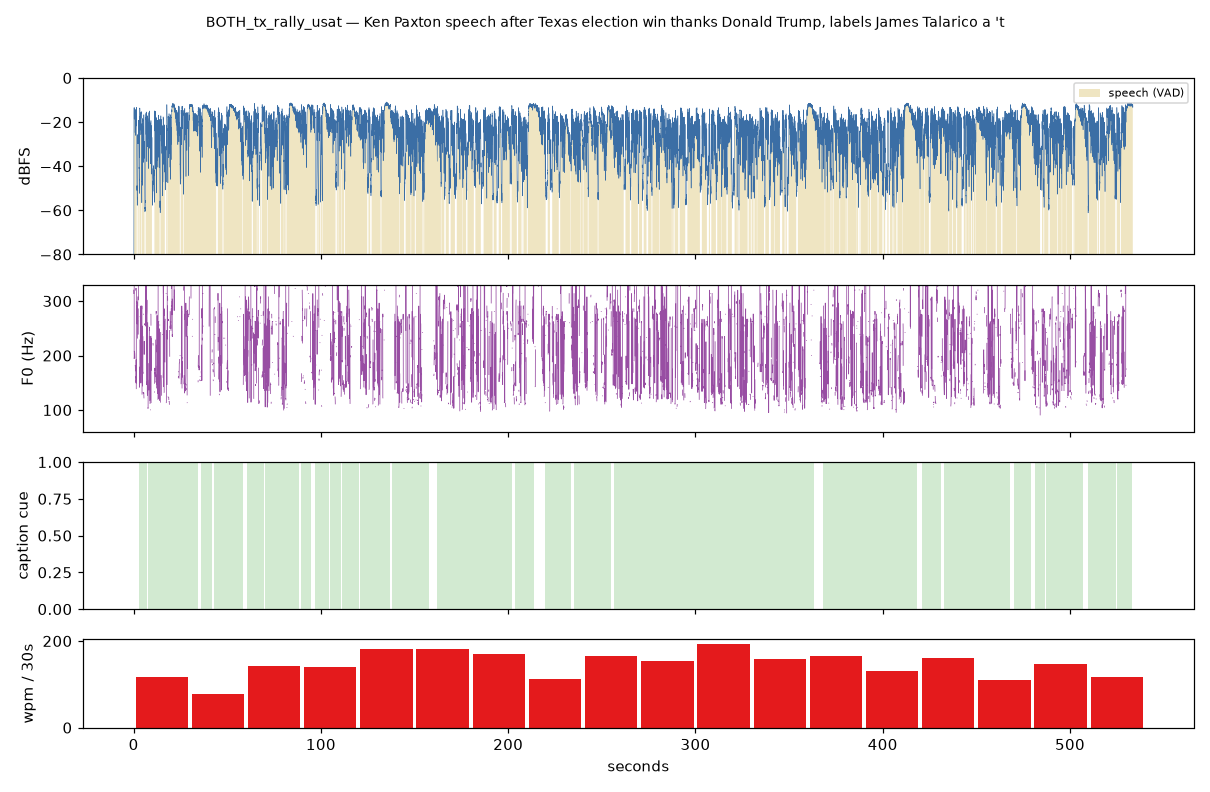 BOTH_tx_rally_usat — Ken Paxton speech after Texas election win thanks Donald Trump, labels James Talarico a 't
0
−20
−40
−60
−80
dBFS
speech (VAD)
300
200
100
F0 (Hz)
1.00
0.75
0.50
0.25
0.00
caption cue
200
0
wpm / 30s
0 100 200 300 400 500
seconds